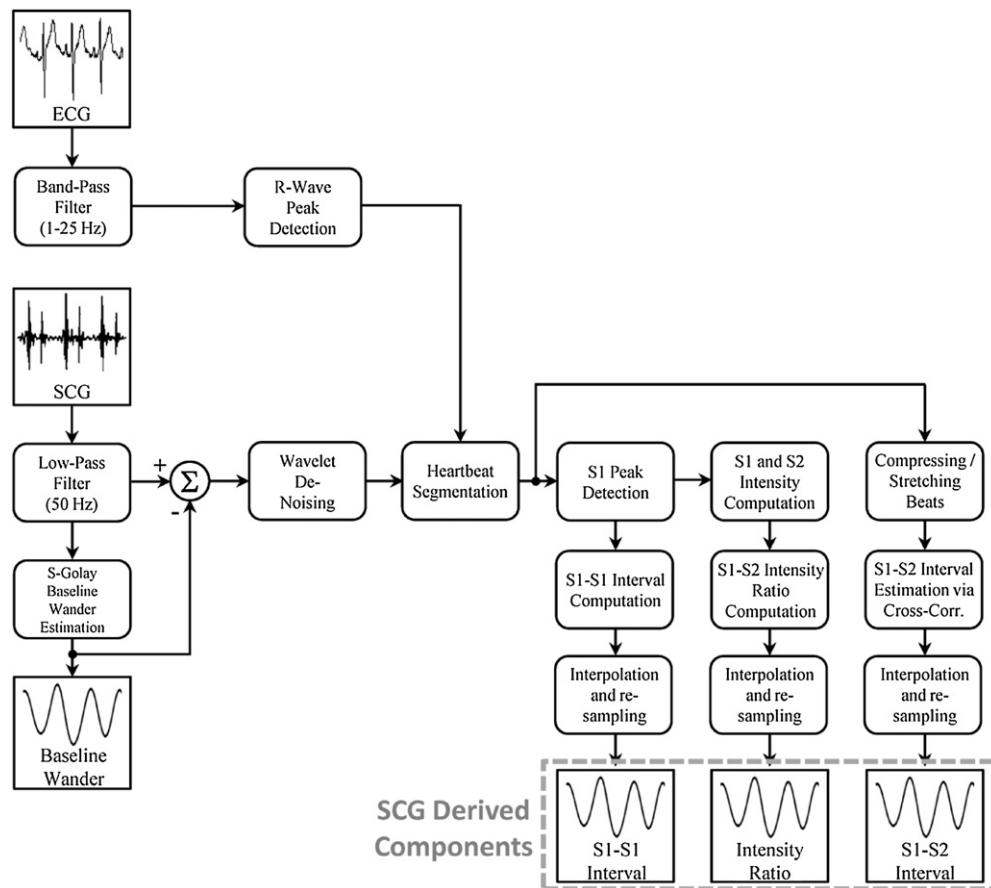 ECG
Band-Pass
Filter
(1-25 Hz)
R-Wave
Peak
Detection
SCG
Low-Pass
Filter
(50 Hz)
+
Σ
-
Wavelet
De-
Noising
Heartbeat
Segmentation
S1 Peak
Detection
S1 and S2
Intensity
Computation
Compressing /
Stretching
Beats
S-Golay
Baseline
Wander
Estimation
S1-S1 Interval
Computation
S1-S2 Intensity
Ratio
Computation
S1-S2 Interval
Estimation via
Cross-Corr.
Interpolation
and re-
sampling
Interpolation
and re-
sampling
Interpolation
and re-
sampling
Baseline
Wander
SCG Derived
Components
S1-S1
Interval
Intensity
Ratio
S1-S2
Interval